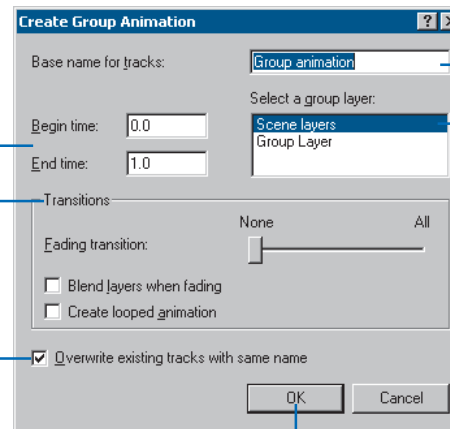 Create Group Animation
Base name for tracks:
Group animation
Select a group layer:
Begin time:
0.0
Scene layers
Group Layer
End time:
1.0
Transitions
None
All
Fading transition:
Blend layers when fading
Create looped animation
Overwrite existing tracks with same name
OK
Cancel